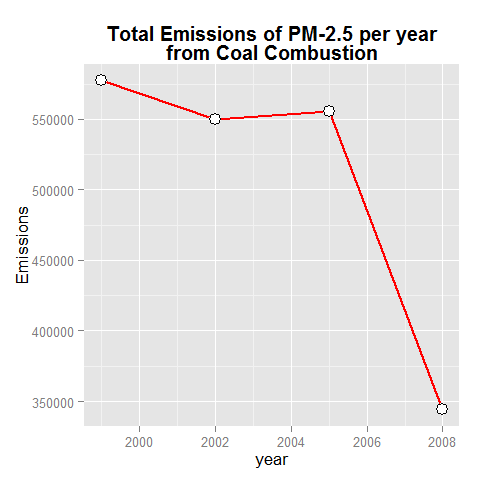 Total Emissions of PM-2.5 per year
from Coal Combustion
Emissions
550000
500000
450000
400000
350000
2000
2002
2004
2006
2008
year